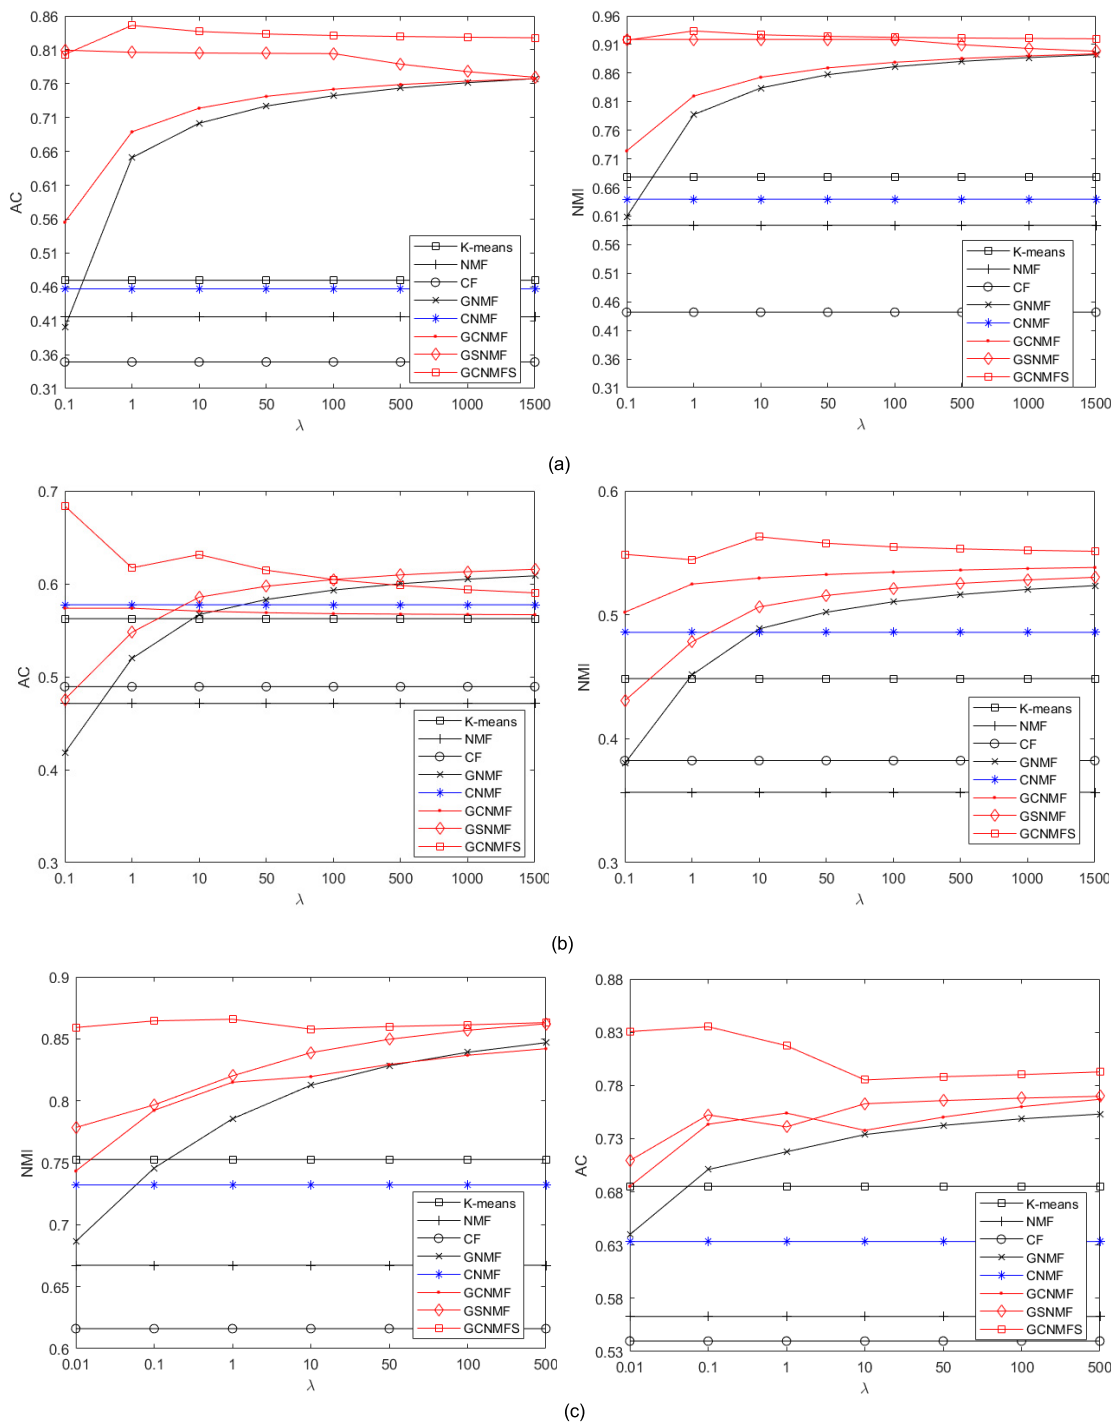 0.86
0.81
0.76
0.71
0.66
0.61
0.56
0.51
0.46
0.41
0.36
0.31
AC
0.1 1 10 50 100 500 1000 1500
λ
K-means
NMF
CF
GNMF
CNMF
GCNMF
GSNMF
GCNMFS
0.96
0.91
0.86
0.81
0.76
0.71
0.66
0.61
0.56
0.51
0.46
0.41
0.36
0.31
NMI
0.1 1 10 50 100 500 1000 1500
λ
K-means
NMF
CF
GNMF
CNMF
GCNMF
GSNMF
GCNMFS
(a)
0.7
0.6
0.5
0.4
0.3
AC
0.1 1 10 50 100 500 1000 1500
λ
K-means
NMF
CF
GNMF
CNMF
GCNMF
GSNMF
GCNMFS
0.6
0.5
0.4
0.3
NMI
0.1 1 10 50 100 500 1000 1500
λ
K-means
NMF
CF
GNMF
CNMF
GCNMF
GSNMF
GCNMFS
(b)
0.9
0.85
0.8
0.75
0.7
0.65
0.6
NMI
0.01 0.1 1 10 50 100 500
λ
K-means
NMF
CF
GNMF
CNMF
GCNMF
GSNMF
GCNMFS
0.88
0.83
0.78
0.73
0.68
0.63
0.58
0.53
AC
0.01 0.1 1 10 50 100 500
λ
K-means
NMF
CF
GNMF
CNMF
GCNMF
GSNMF
GCNMFS
(c)